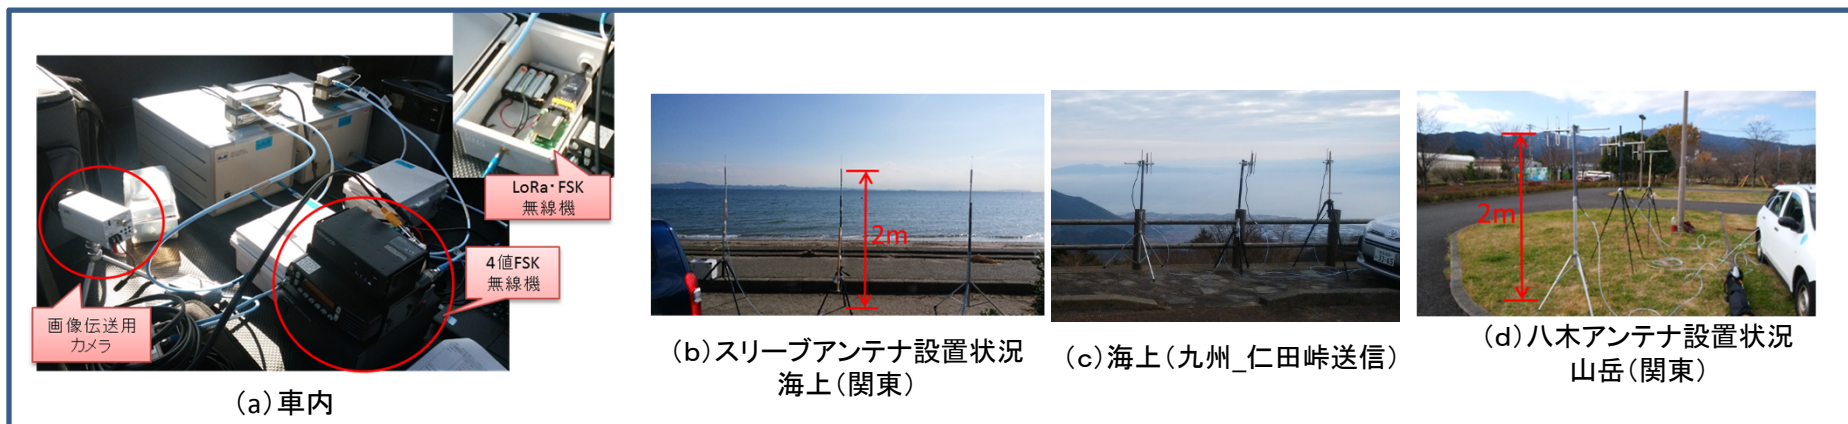 LoRa・FSK
無線機
4値FSK
無線機
画像伝送用
カメラ
(a)車内
2m
(b)スリーブアンテナ設置状況
海上(関東)
(c)海上(九州_仁田峠送信)
2m
(d)八木アンテナ設置状況
山岳(関東)